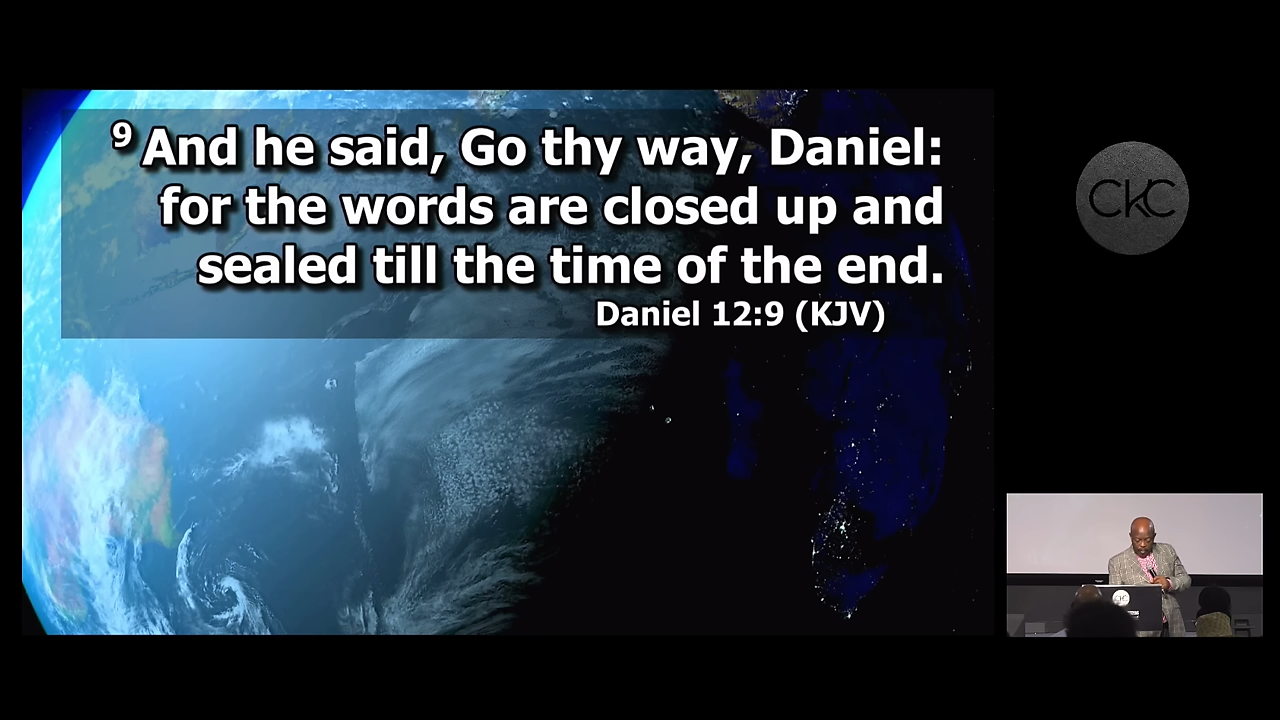 9 And he said, Go thy way, Daniel:
for the words are closed up and
sealed till the time of the end.
Daniel 12:9 (KJV)
CKC
CKC